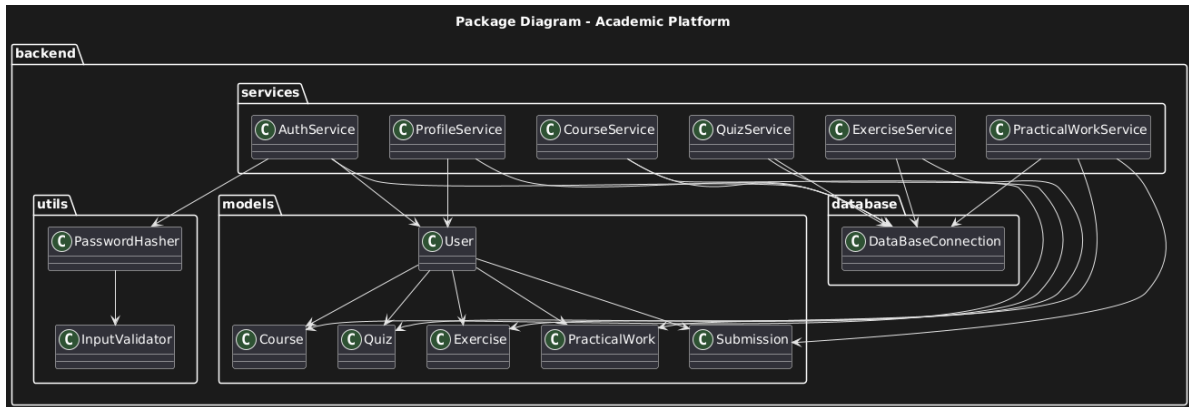 Package Diagram - Academic Platform
backend
services
C AuthService
C ProfileService
C CourseService
C QuizService
C ExerciseService
C PracticalWorkService
utils
models
database
C PasswordHasher
C User
C DataBaseConnection
C InputValidator
C Course
C Quiz
C Exercise
C PracticalWork
C Submission